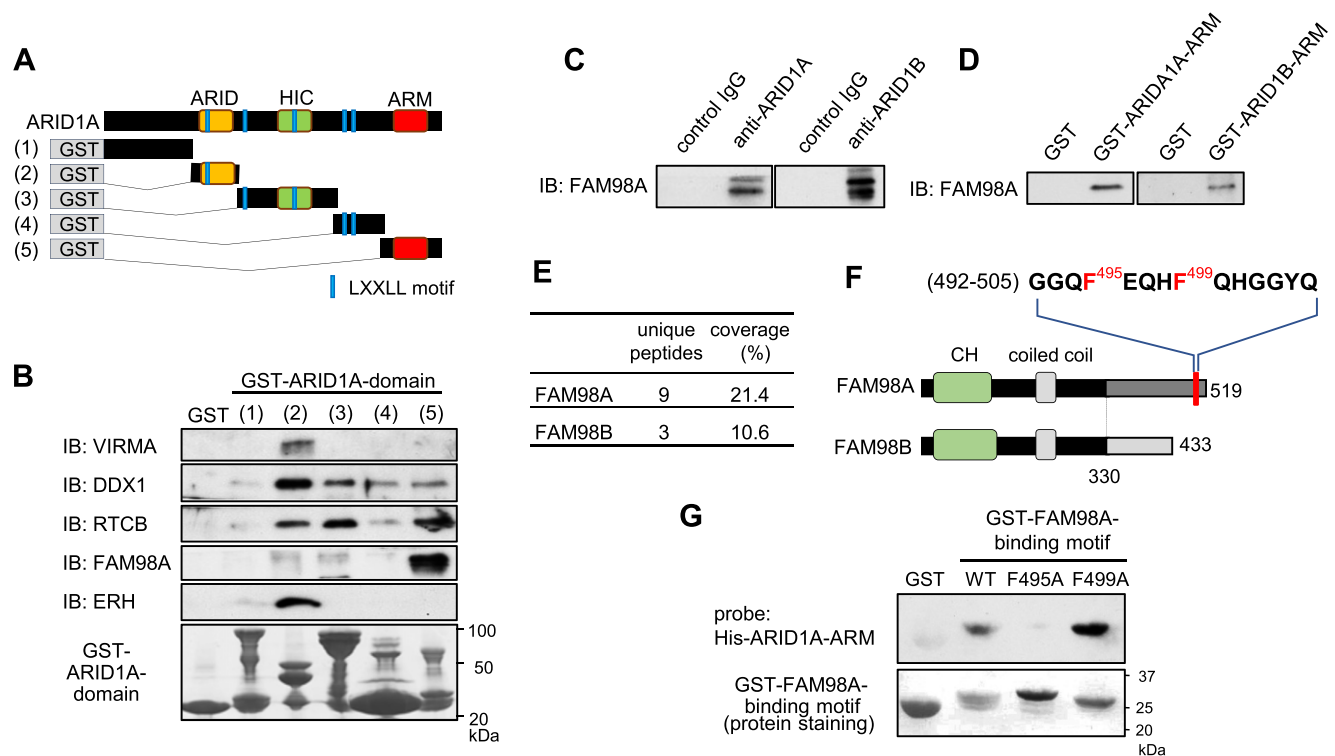 A
ARID HIC ARM
ARID1A
(1) GST
(2) GST
(3) GST
(4) GST
(5) GST
LXXLL motif
B
GST-ARID1A-domain
GST (1) (2) (3) (4) (5)
IB: VIRMA
IB: DDX1
IB: RTCB
IB: FAM98A
IB: ERH
GST-
ARID1A-
domain
100
50
20
kDa
C
control IgG
anti-ARID1A
control IgG
anti-ARID1B
IB: FAM98A
D
GST
GST-ARIDA1A-ARM
GST
GST-ARID1B-ARM
IB: FAM98A
E
unique coverage
peptides (%)
FAM98A 9 21.4
FAM98B 3 10.6
F
(492-505) GGQF495EQHF499QHGGYQ
CH coiled coil
FAM98A 519
FAM98B 433
330
G
GST-FAM98A-
binding motif
GST WT F495A F499A
probe:
His-ARID1A-ARM
GST-FAM98A-
binding motif
(protein staining)
37
25
20
kDa